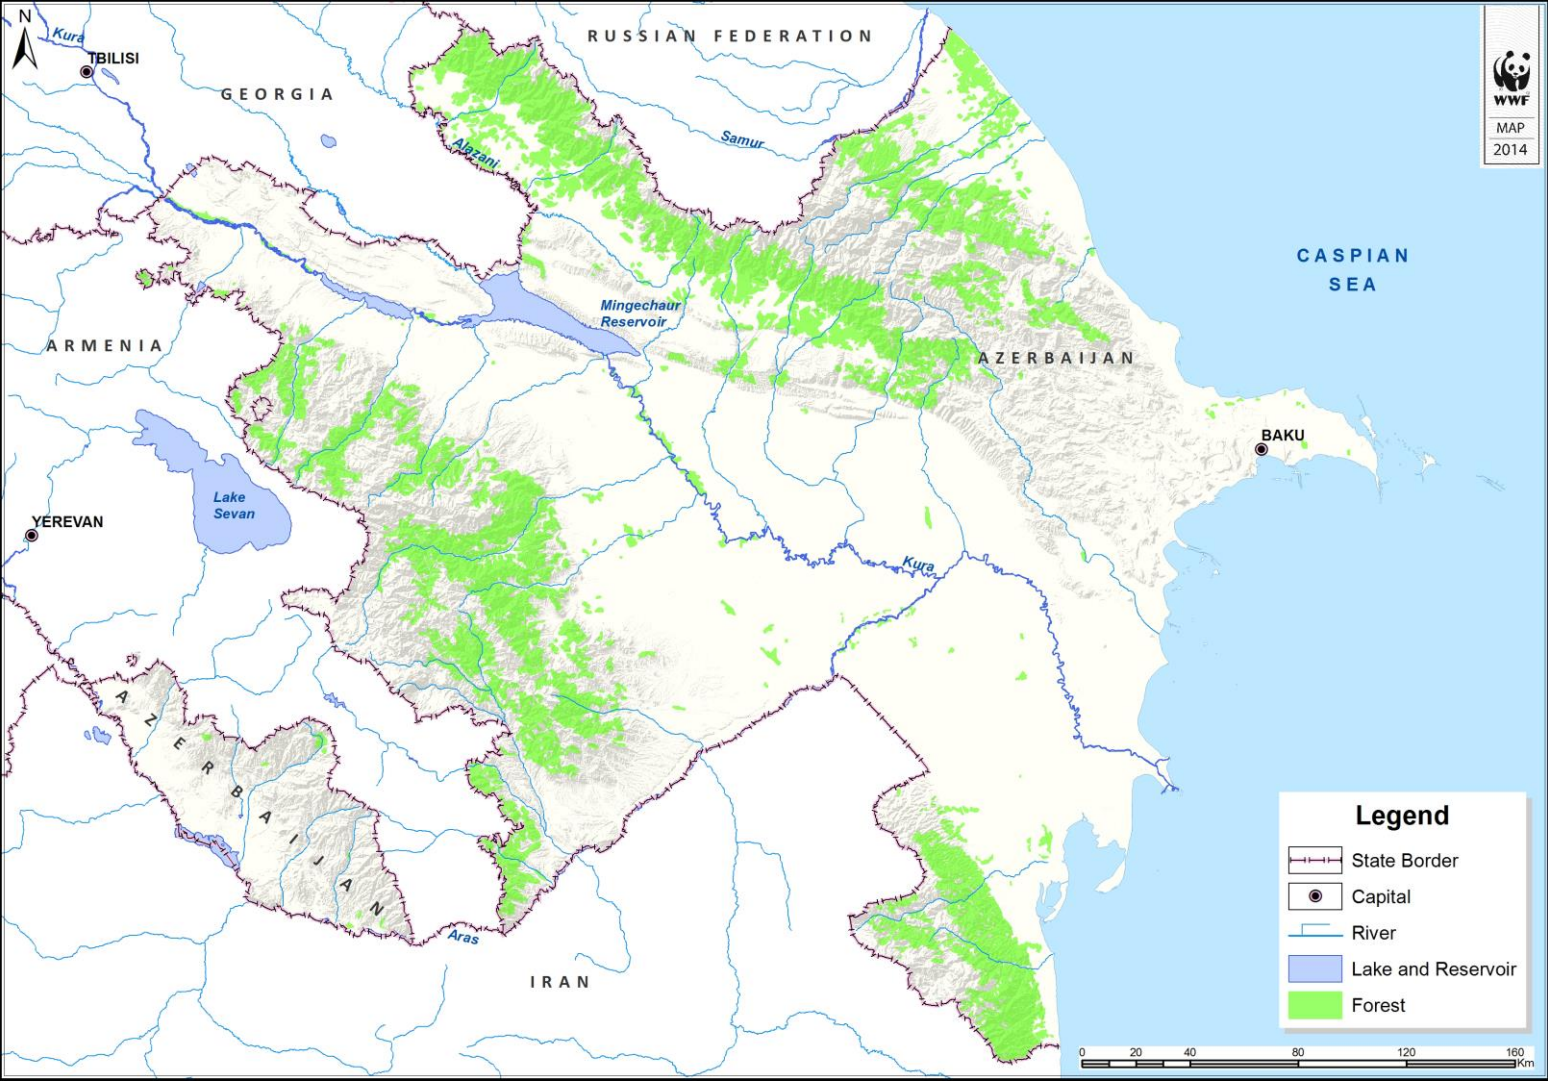 N
Kura
TBILISI
GEORGIA
RUSSIAN FEDERATION
WWF
MAP
2014
Alazani
Samur
CASPIAN
SEA
Mingechaur
Reservoir
ARMENIA
AZERBAIJAN
BAKU
Lake
Sevan
YEREVAN
Kura
AZERBAIJAN
Aras
IRAN
Legend
State Border
Capital
River
Lake and Reservoir
Forest
0 20 40 80 120 160
Km